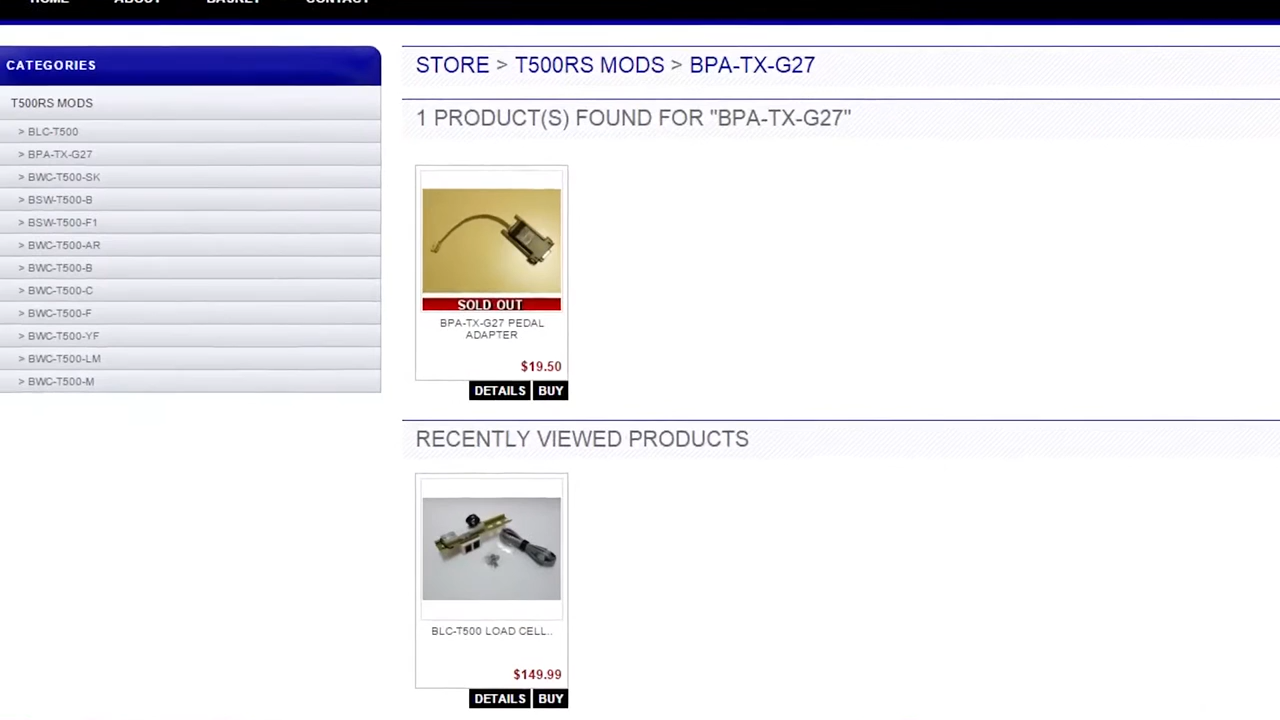 HOME ABOUT BASKET CONTACT
CATEGORIES
T500RS MODS
> BLC-T500
> BPA-TX-G27
> BWC-T500-SK
> BSW-T500-B
> BSW-T500-F1
> BWC-T500-AR
> BWC-T500-B
> BWC-T500-C
> BWC-T500-F
> BWC-T500-YF
> BWC-T500-LM
> BWC-T500-M
STORE > T500RS MODS > BPA-TX-G27
1 PRODUCT(S) FOUND FOR "BPA-TX-G27"
SOLD OUT
BPA-TX-G27 PEDAL
ADAPTER
$19.50
DETAILS BUY
RECENTLY VIEWED PRODUCTS
BLC-T500 LOAD CELL..
$149.99
DETAILS BUY